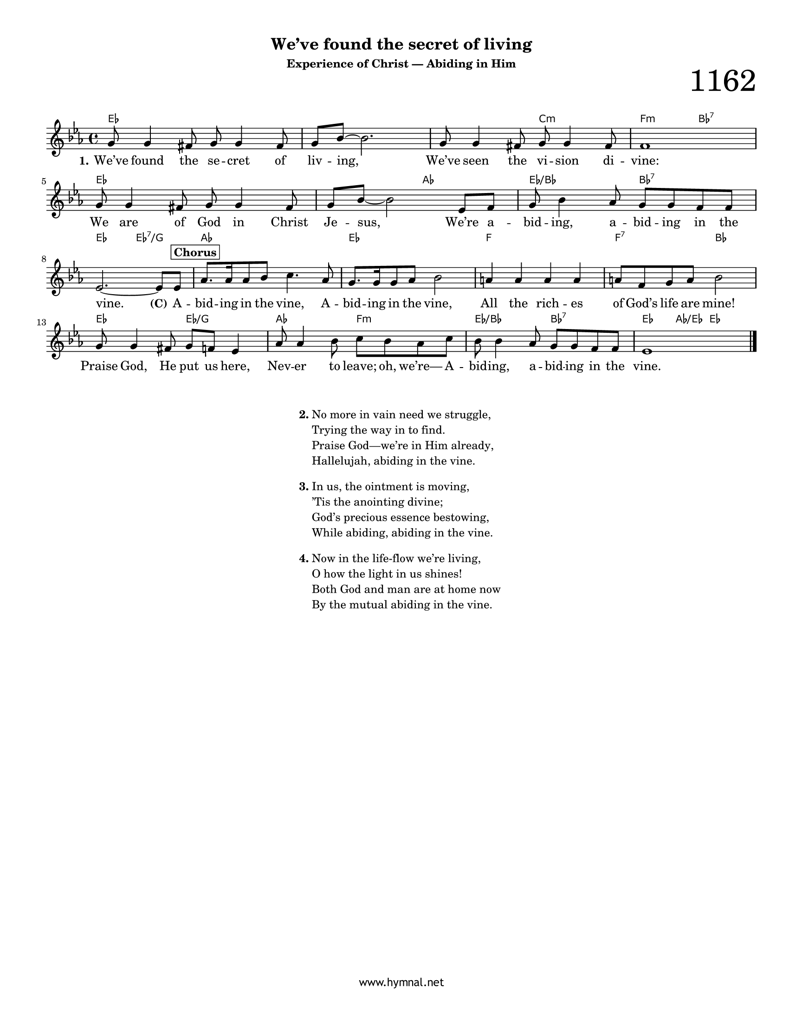 We've found the secret of living
Experience of Christ — Abiding in Him
1162
E♭ Cm Fm B♭7
1. We've found the se-cret of liv-ing, We've seen the vi-sion di-vine:
5 E♭ A♭ E♭/B♭ B♭7
We are of God in Christ Je-sus, We're a-bid-ing, a-bid-ing in the
E♭ E♭7/G A♭ E♭ F F7 B♭
8 Chorus
vine. (C) A-bid-ing in the vine, A-bid-ing in the vine, All the rich-es of God's life are mine!
13 E♭ E♭/G A♭ Fm E♭/B♭ B♭7 E♭ A♭/E♭ E♭
Praise God, He put us here, Nev-er to leave; oh, we're— A-biding, a-bid-ing in the vine.
2. No more in vain need we struggle,
Trying the way in to find.
Praise God—we're in Him already,
Hallelujah, abiding in the vine.
3. In us, the ointment is moving,
'Tis the anointing divine;
God's precious essence bestowing,
While abiding, abiding in the vine.
4. Now in the life-flow we're living,
O how the light in us shines!
Both God and man are at home now
By the mutual abiding in the vine.
www.hymnal.net